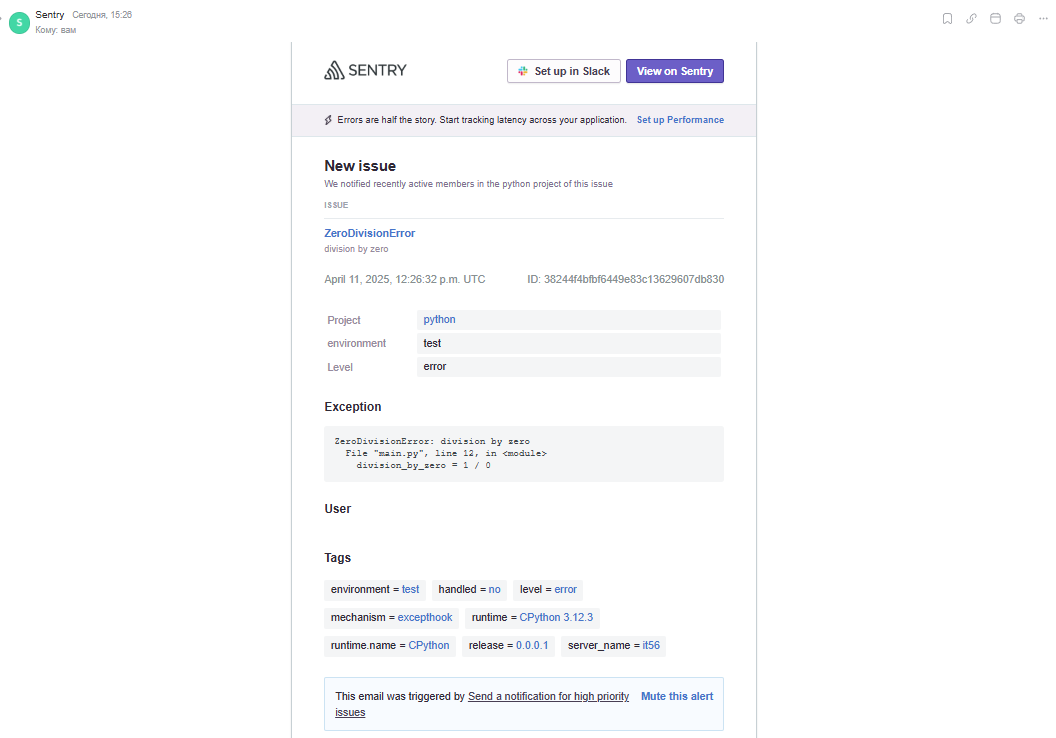 S
Sentry Сегодня, 15:26
Кому: вам
SENTRY
Set up in Slack
View on Sentry
Errors are half the story. Start tracking latency across your application. Set up Performance
New issue
We notified recently active members in the python project of this issue
ISSUE
ZeroDivisionError
division by zero
April 11, 2025, 12:26:32 p.m. UTC ID: 38244f4bfbf6449e83c13629607db830
Project python
environment test
Level error
Exception
ZeroDivisionError: division by zero
File "main.py", line 12, in <module>
division_by_zero = 1 / 0
User
Tags
environment = test handled = no level = error
mechanism = excepthook runtime = CPython 3.12.3
runtime.name = CPython release = 0.0.0.1 server_name = it56
This email was triggered by Send a notification for high priority Mute this alert
issues